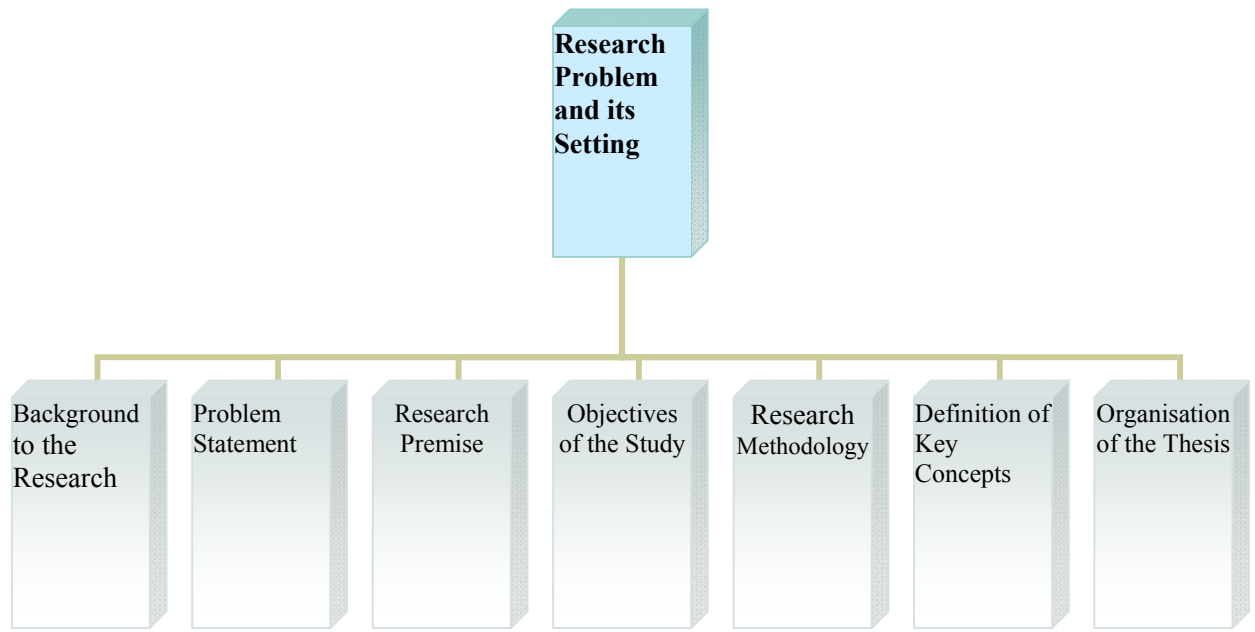 Research
Problem
and its
Setting
Background
to the
Research
Problem
Statement
Research
Premise
Objectives
of the Study
Research
Methodology
Definition of
Key
Concepts
Organisation
of the Thesis